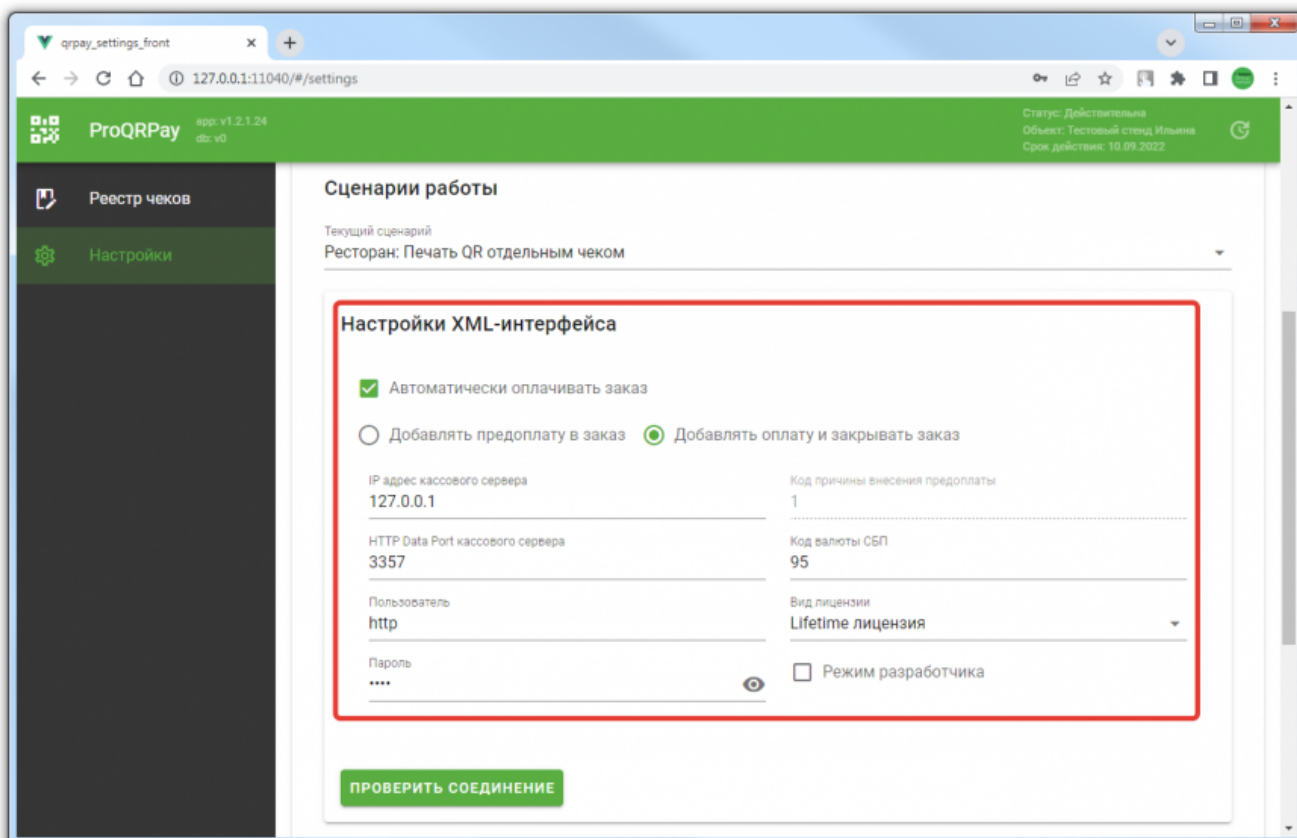 qrpay_settings_front
127.0.0.1:11040/#/settings
ProQRPay
app: v1.2.1.24
db: v0
Статус: Действительна
Объект: Тестовый стенд Ильина
Срок действия: 10.09.2022
Реестр чеков
Настройки
Сценарии работы
Текущий сценарий
Ресторан: Печать QR отдельным чеком
Настройки XML-интерфейса
Автоматически оплачивать заказ
Добавлять предоплату в заказ Добавлять оплату и закрывать заказ
IP адрес кассового сервера Код причины внесения предоплаты
127.0.0.1 1
HTTP Data Port кассового сервера Код валюты СБП
3357 95
Пользователь Вид лицензии
http Lifetime лицензия
Пароль
•••• Режим разработчика
ПРОВЕРИТЬ СОЕДИНЕНИЕ